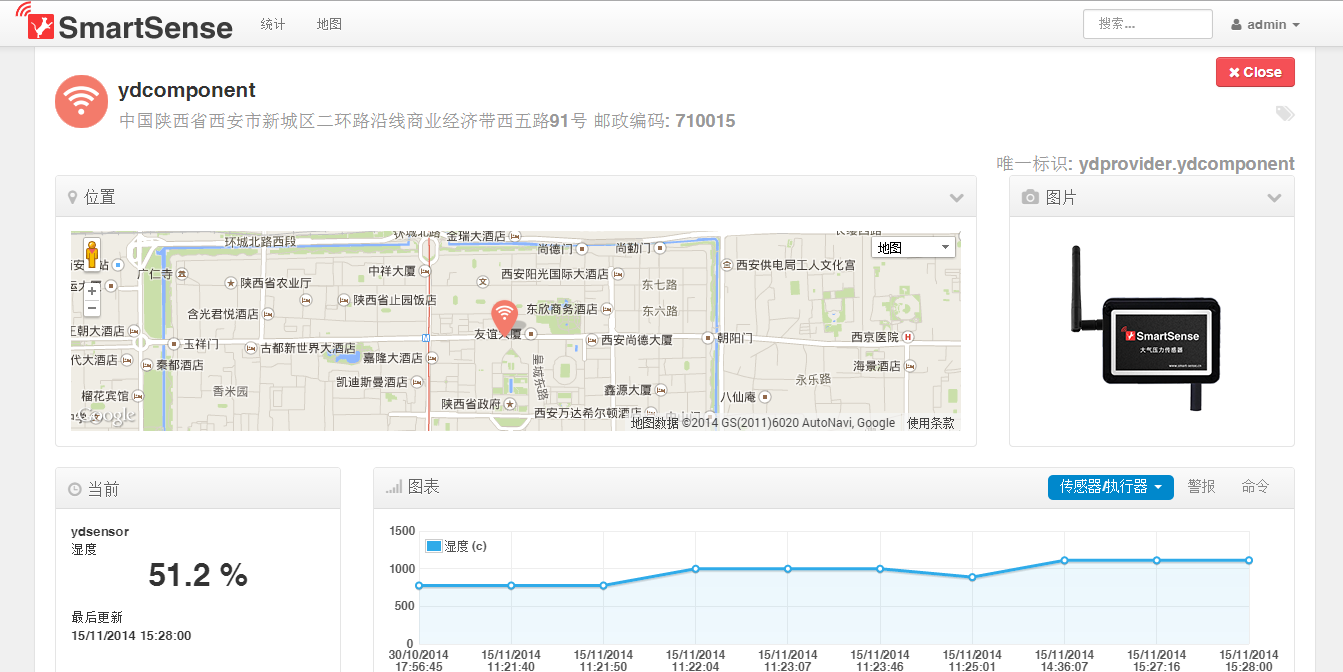 SmartSense 统计 地图 搜索... admin
ydcomponent
Close
中国陕西省西安市新城区二环路沿线商业经济带西五路91号 邮政编码: 710015
唯一标识: ydprovider.ydcomponent
位置
图片
环城北路西段
金瑞大酒店
尚德门
尚勤门
地图
广仁寺
中祥大厦
西安阳光国际大酒店
西安供电局工人文化宫
陕西省农业厅
东七路
陕西省止园饭店
东欣商务酒店
东六路
含光君悦酒店
王朝大酒店
友谊大厦
西安尚德大厦
朝阳门
西京医院
玉祥门
古都新世界大酒店
嘉隆大酒店
代大酒店
秦都酒店
皇城东路
海景酒店
凯迪斯曼酒店
永乐路
香米园
鑫源大厦
榴花宾馆
陕西省政府
八仙庵
西安万达希尔顿酒店
Google
地图数据 ©2014 GS(2011)6020 AutoNavi, Google 使用条款
SmartSense
大气压力传感器
www.smart-sense.cn
当前
图表
传感器/执行器 警报 命令
ydsensor
湿度
51.2 %
最后更新
15/11/2014 15:28:00
湿度 (c)
1500
1000
500
0
30/10/2014 17:56:45
15/11/2014 11:21:40
15/11/2014 11:21:50
15/11/2014 11:22:04
15/11/2014 11:23:07
15/11/2014 11:23:46
15/11/2014 11:25:01
15/11/2014 14:36:07
15/11/2014 15:27:16
15/11/2014 15:28:00